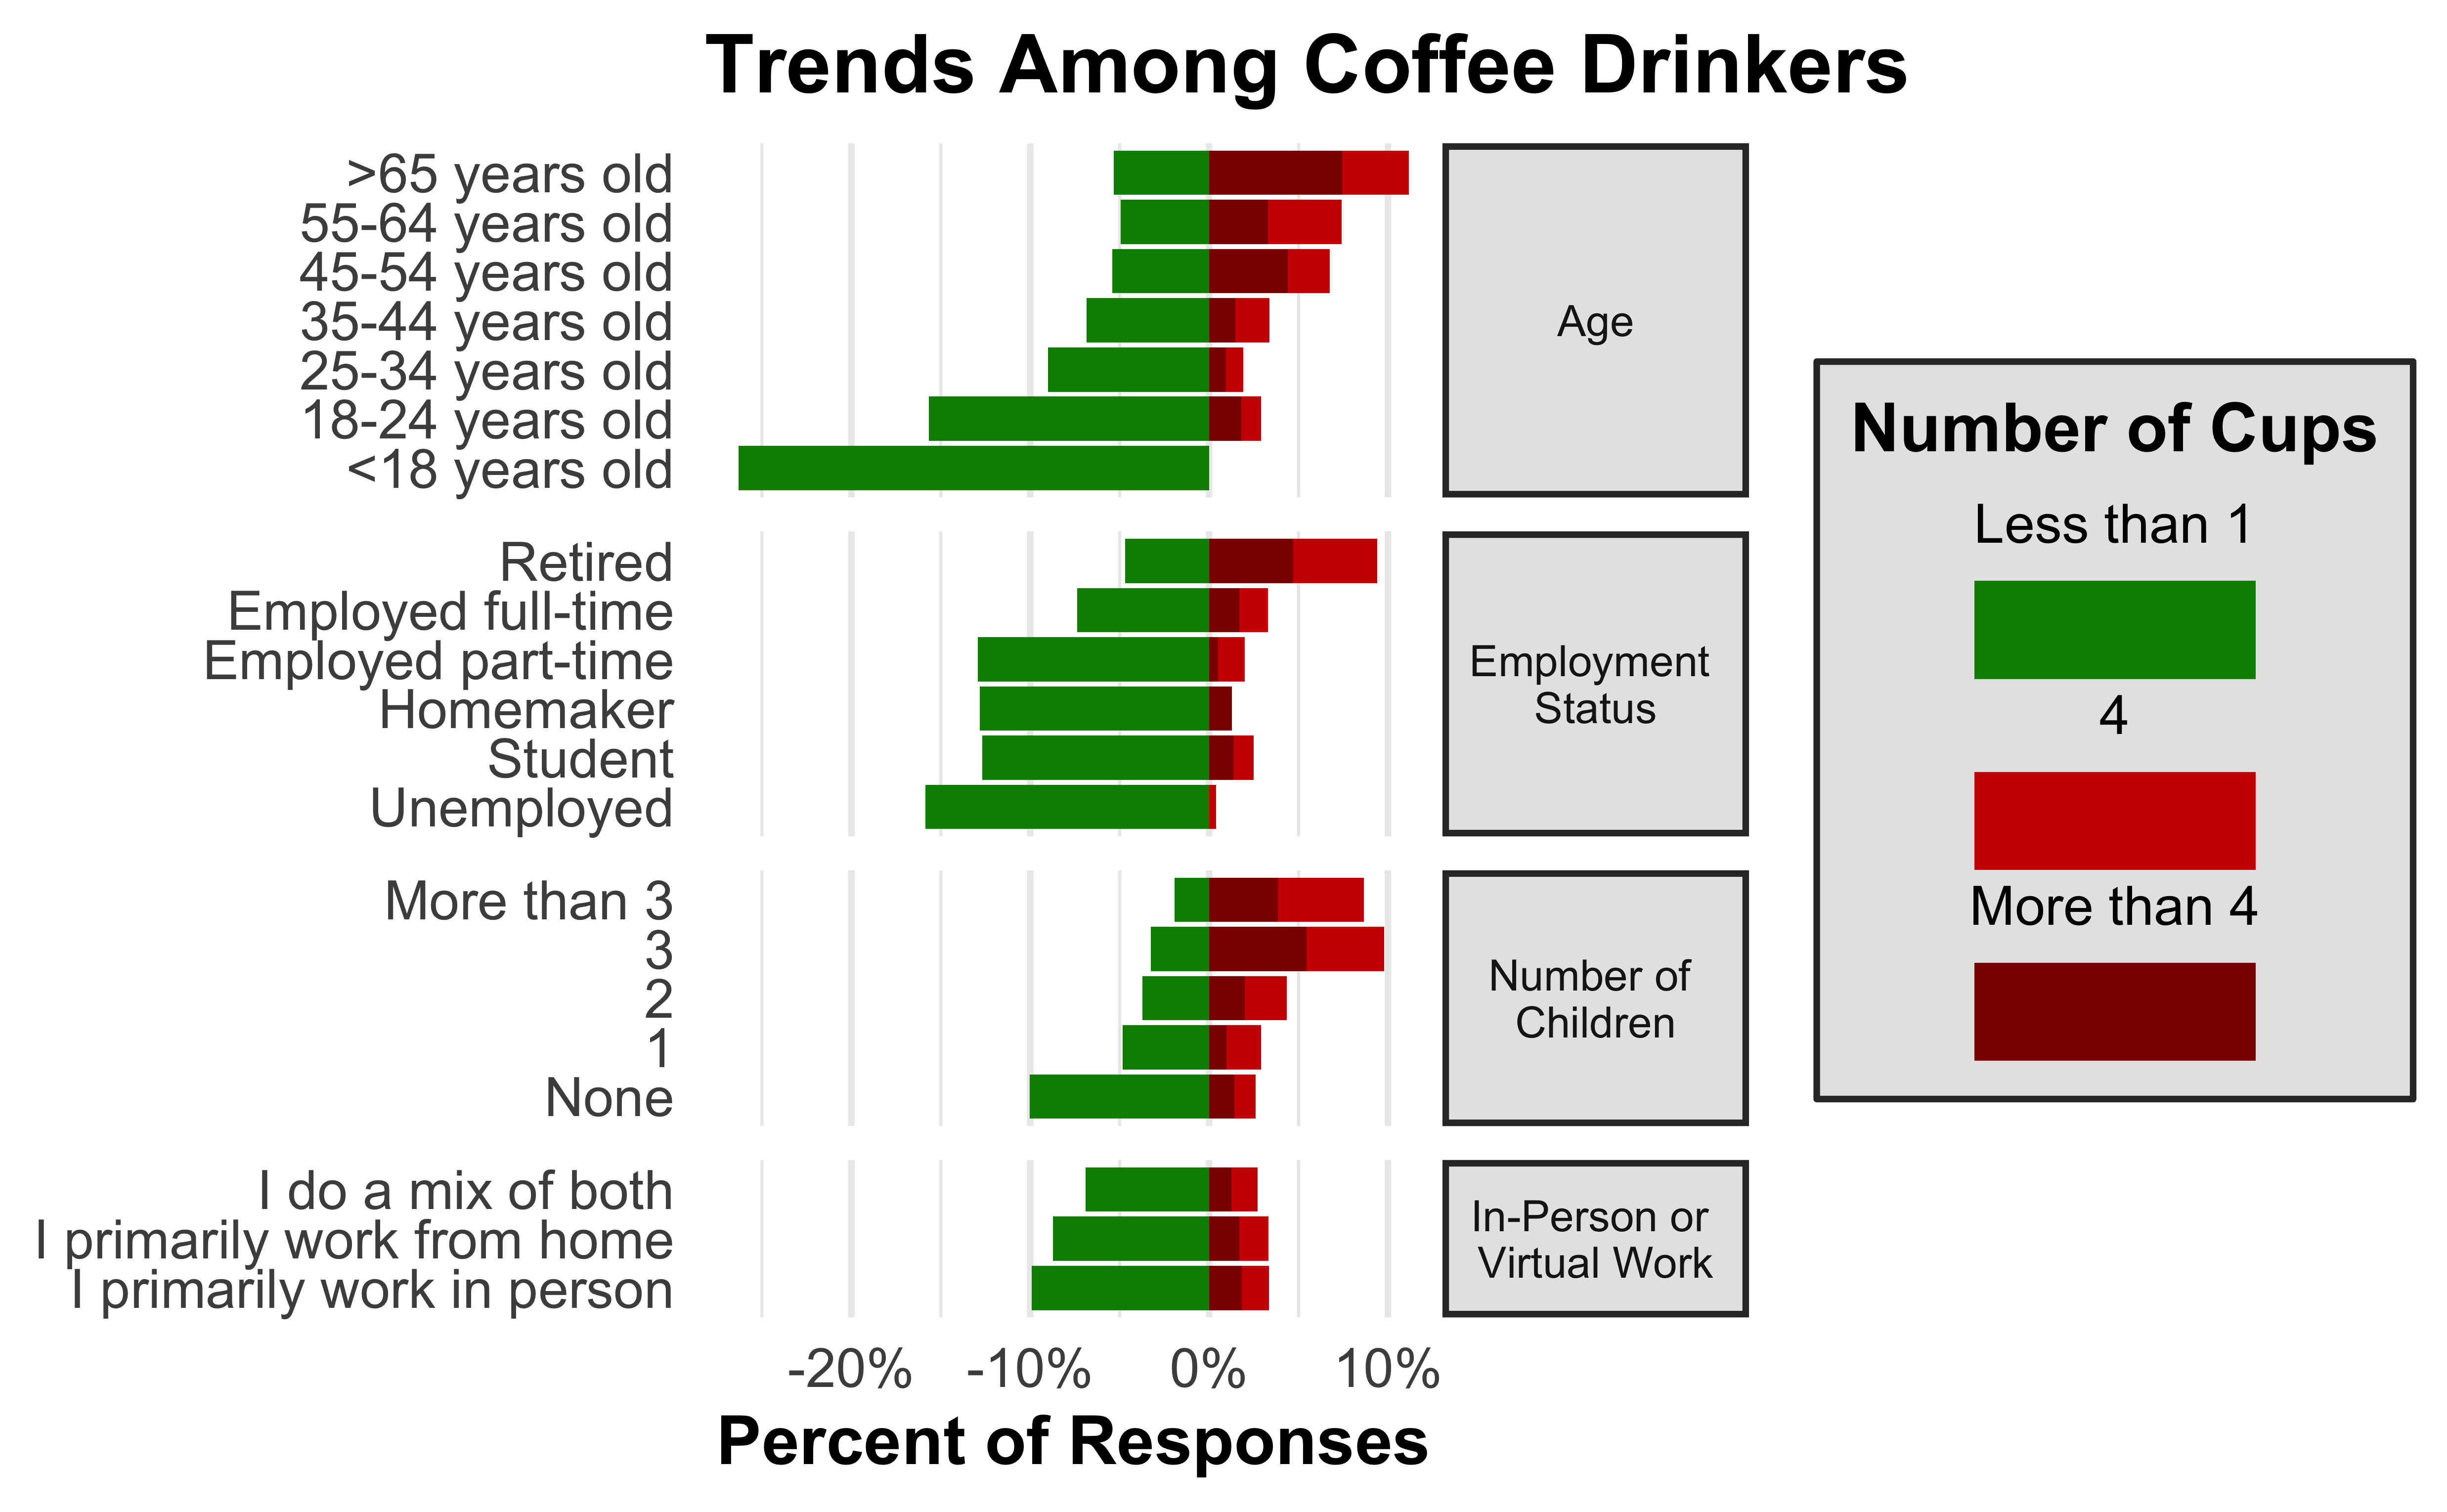 Trends Among Coffee Drinkers
>65 years old
55-64 years old
45-54 years old
35-44 years old
25-34 years old
18-24 years old
<18 years old
Age
Retired
Employed full-time
Employed part-time
Homemaker
Student
Unemployed
Employment
Status
More than 3
3
2
1
None
Number of
Children
I do a mix of both
I primarily work from home
I primarily work in person
In-Person or
Virtual Work
-20%
-10%
0%
10%
Percent of Responses
Number of Cups
Less than 1
4
More than 4